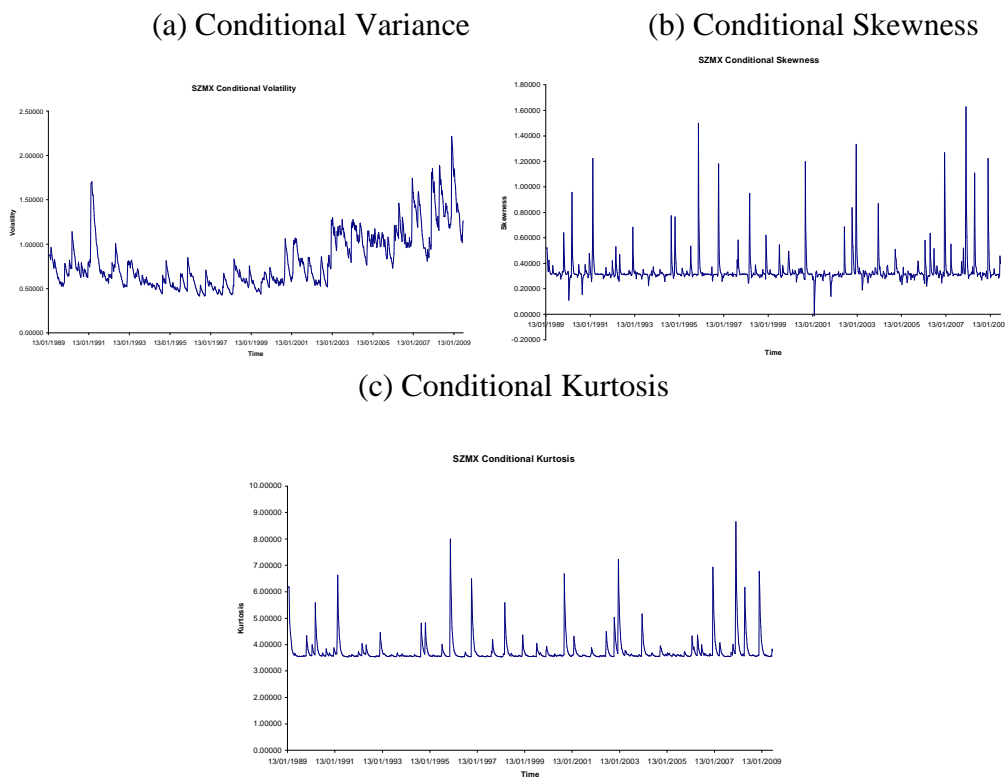 (a) Conditional Variance
(b) Conditional Skewness
SZMX Conditional Volatility
2.50000
2.00000
1.50000
1.00000
0.50000
0.00000
Volatility
13/01/1989 13/01/1991 13/01/1993 13/01/1995 13/01/1997 13/01/1999 13/01/2001 13/01/2003 13/01/2005 13/01/2007 13/01/2009
Time
SZMX Conditional Skewness
1.80000
1.60000
1.40000
1.20000
1.00000
0.80000
0.60000
0.40000
0.20000
0.00000
-0.20000
Skewness
13/01/1989 13/01/1991 13/01/1993 13/01/1995 13/01/1997 13/01/1999 13/01/2001 13/01/2003 13/01/2005 13/01/2007 13/01/200
Time
(c) Conditional Kurtosis
SZMX Conditional Kurtosis
10.00000
9.00000
8.00000
7.00000
6.00000
5.00000
4.00000
3.00000
2.00000
1.00000
0.00000
Kurtosis
13/01/1989 13/01/1991 13/01/1993 13/01/1995 13/01/1997 13/01/1999 13/01/2001 13/01/2003 13/01/2005 13/01/2007 13/01/2009
Time